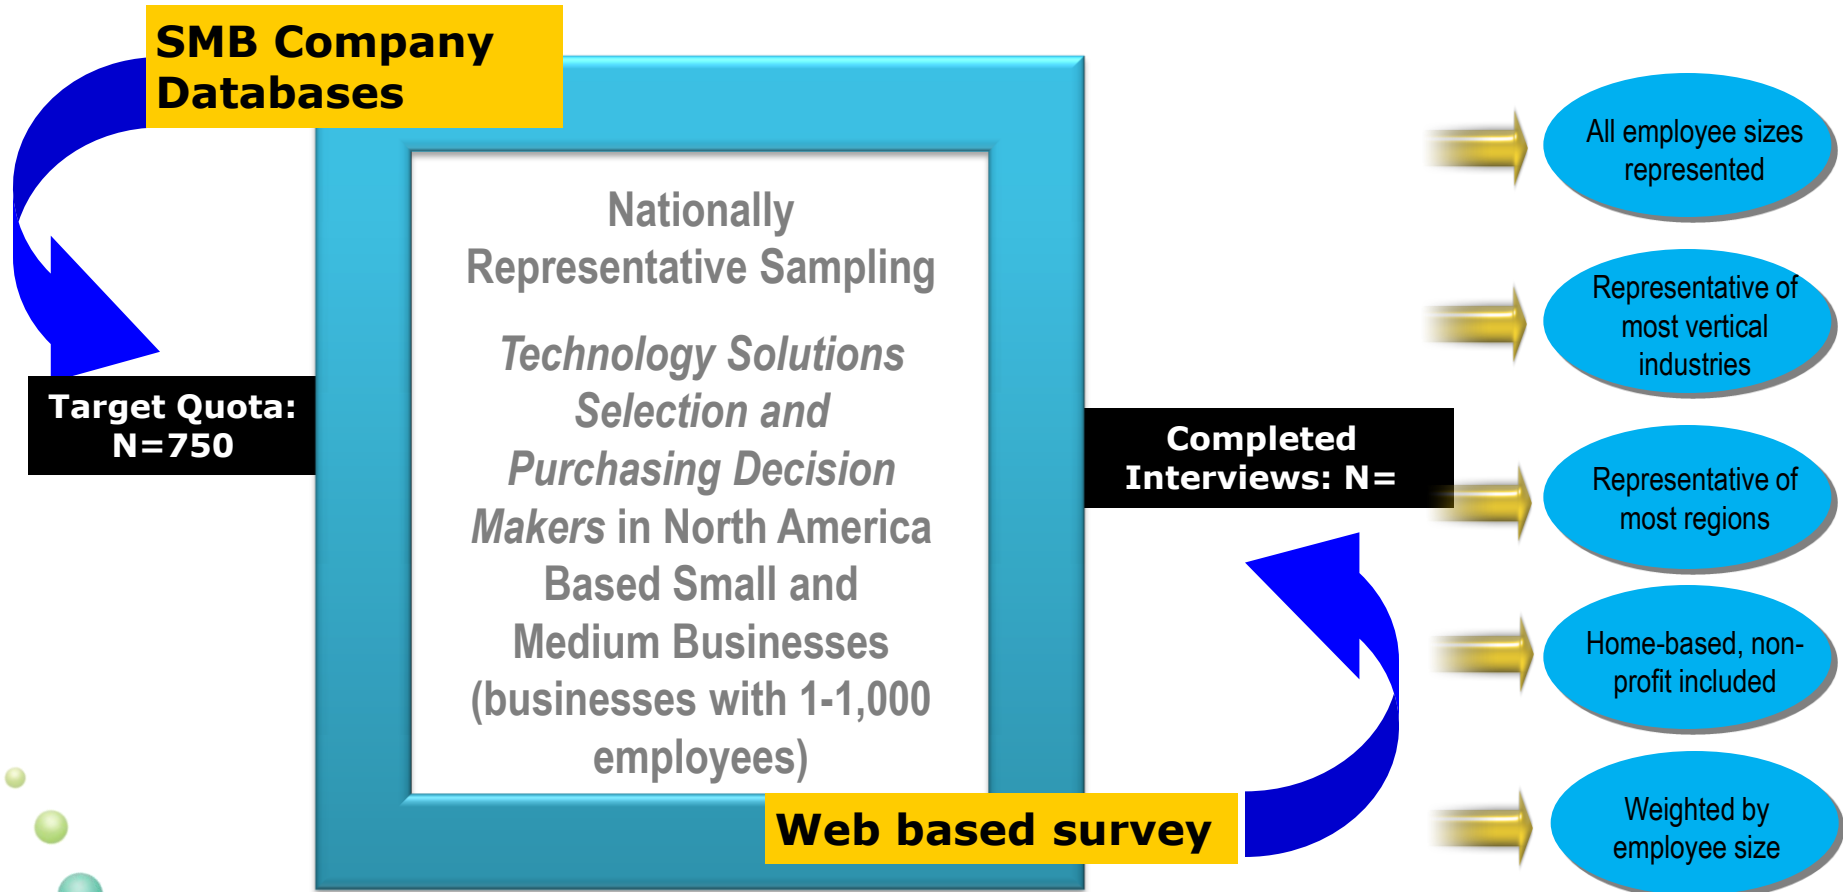 SMB Company
Databases
Nationally
Representative Sampling
Technology Solutions
Selection and
Purchasing Decision
Makers in North America
Based Small and
Medium Businesses
(businesses with 1-1,000
employees)
Target Quota:
N=750
Completed
Interviews: N=
Web based survey
All employee sizes
represented
Representative of
most vertical
industries
Representative of
most regions
Home-based, non-
profit included
Weighted by
employee size